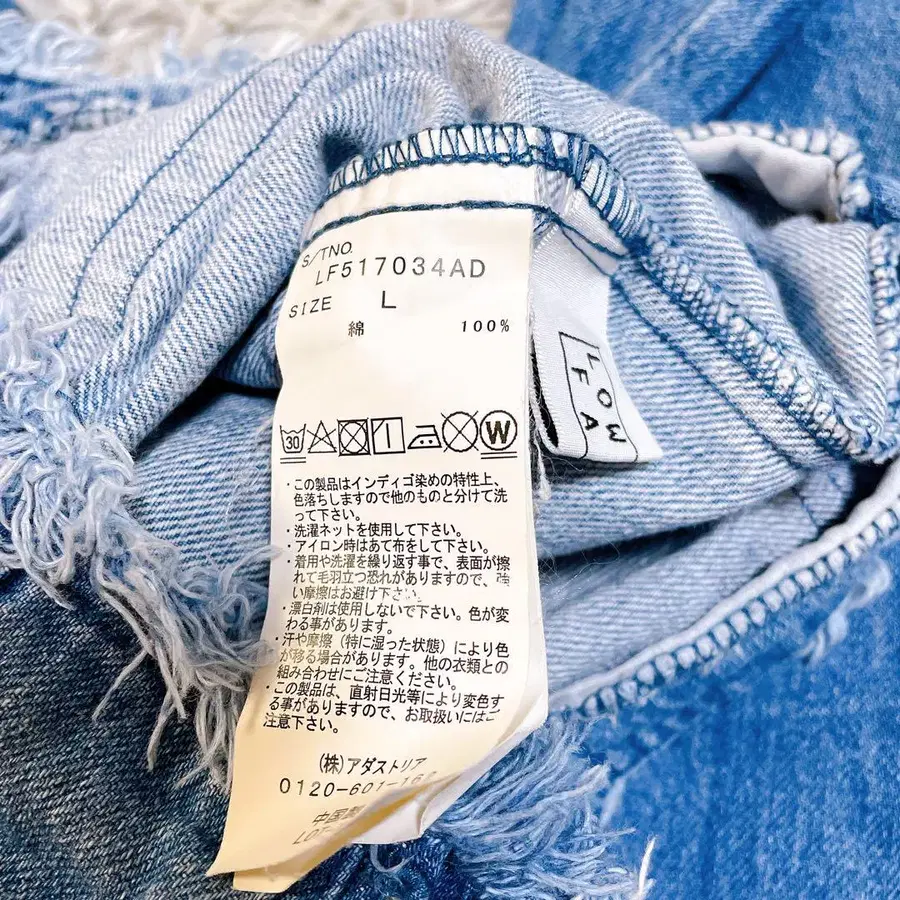 S/TNO.
LF517034AD
SIZE L
綿 100%
30 W
・この製品はインディゴ染めの特性上、
色落ちしますので他のものと分けて洗
って下さい。
・洗濯ネットを使用して下さい。
・アイロン時はあて布をして下さい。
・着用や洗濯を繰り返す事で、表面が擦
れて毛羽立つ恐れがありますので、強
い摩擦はお避け下さい。
・漂白剤は使用しないで下さい。色が変
わる事があります。
・汗や摩擦（特に湿った状態）により色
が移る場合があります。他の衣類との
組み合わせにご注意ください。
・この製品は、直射日光等により変色す
る事がありますので、お取扱いにはご
注意下さい。
(株)アダストリア
0120-601-162
中国製
LOT
LOW
FA